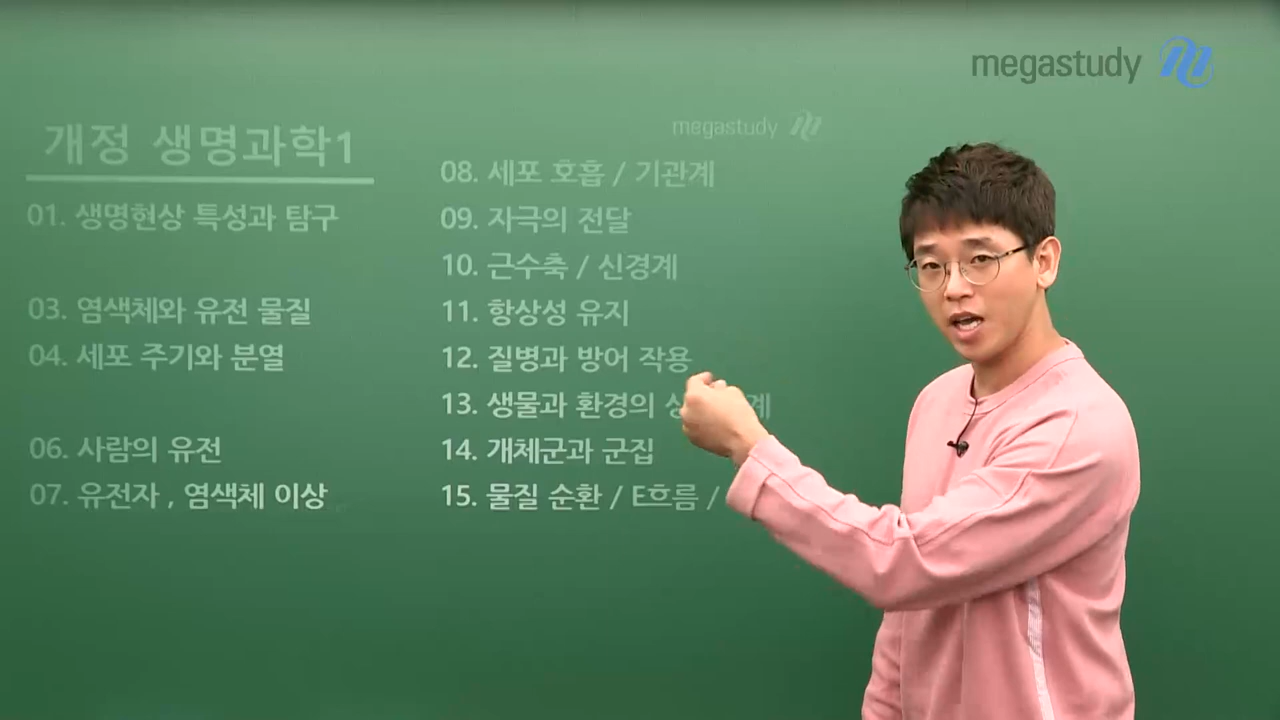 megastudy
megastudy
개정 생명과학1
01. 생명현상 특성과 탐구
03. 염색체와 유전 물질
04. 세포 주기와 분열
06. 사람의 유전
07. 유전자 , 염색체 이상
08. 세포 호흡 / 기관계
09. 자극의 전달
10. 근수축 / 신경계
11. 항상성 유지
12. 질병과 방어 작용
13. 생물과 환경의
14. 개체군과 군집
15. 물질 순환 / E흐름 /